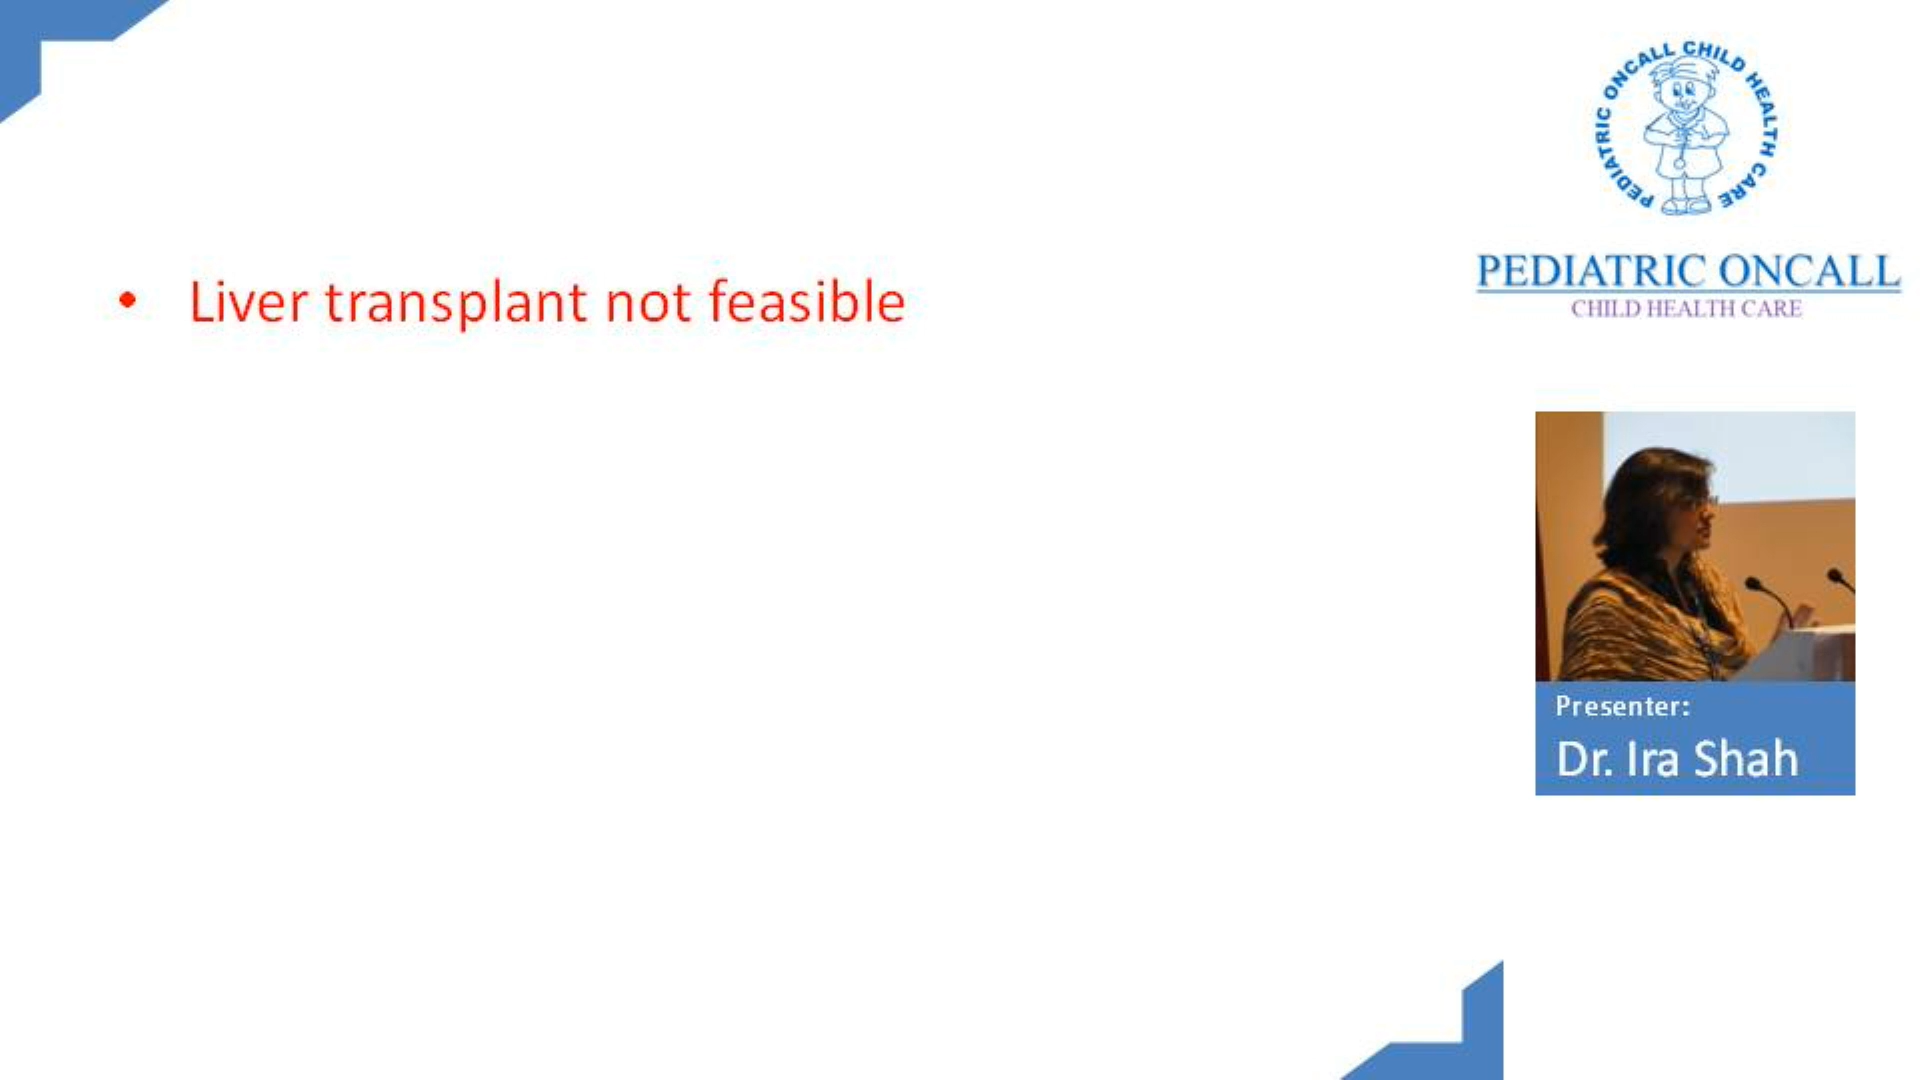 • Liver transplant not feasible
PEDIATRIC ONCALL CHILD HEALTH CARE
PEDIATRIC ONCALL
CHILD HEALTH CARE
Presenter:
Dr. Ira Shah